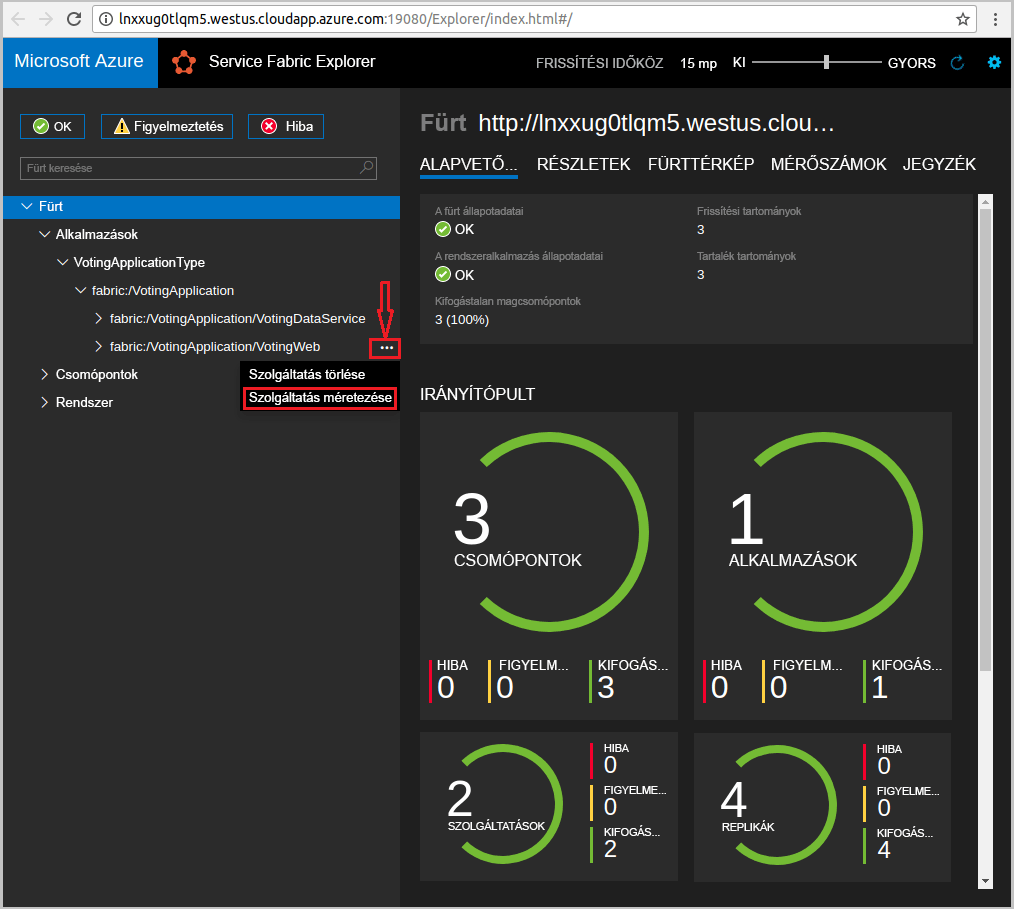 lnxxug0tlqm5.westus.cloudapp.azure.com:19080/Explorer/index.html#/
Microsoft Azure
Service Fabric Explorer
FRISSÍTÉSI IDŐKÖZ 15 mp KI GYORS
OK
Figyelmeztetés
Hiba
Fürt keresése
Fürt
Alkalmazások
VotingApplicationType
fabric:/VotingApplication
fabric:/VotingApplication/VotingDataService
fabric:/VotingApplication/VotingWeb
Szolgáltatás törlése
Szolgáltatás méretezése
Csomópontok
Rendszer
Fürt http://lnxxug0tlqm5.westus.clou…
ALAPVETŐ... RÉSZLETEK FÜRTTÉRKÉP MÉRŐSZÁMOK JEGYZÉK
A fürt állapotadatai
OK
A rendszeralkalmazás állapotadatai
OK
Kifogástalan magcsomópontok
3 (100%)
Frissítési tartományok
3
Tartalék tartományok
3
IRÁNYÍTÓPULT
3
CSOMÓPONTOK
HIBA
0
FIGYELM...
0
KIFOGÁS...
3
1
ALKALMAZÁSOK
HIBA
0
FIGYELM...
0
KIFOGÁS...
1
2
SZOLGÁLTATÁSOK
HIBA
0
FIGYELME...
0
KIFOGÁS...
2
4
REPLIKÁK
HIBA
0
FIGYELME...
0
KIFOGÁS...
4